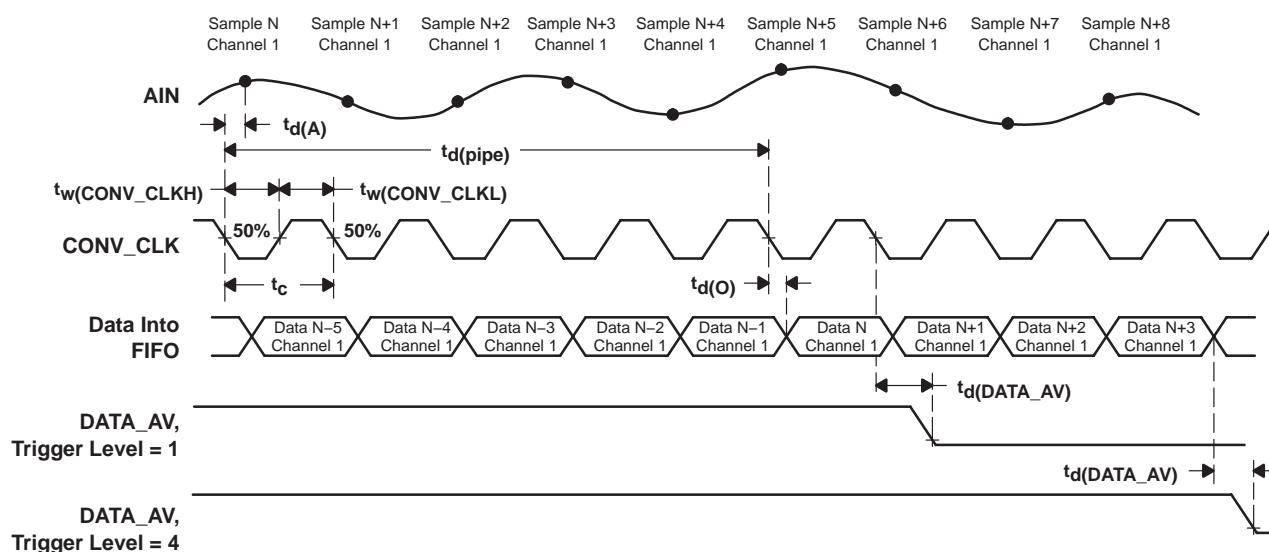 Sample N Sample N+1 Sample N+2 Sample N+3 Sample N+4 Sample N+5 Sample N+6 Sample N+7 Sample N+8
Channel 1 Channel 1 Channel 1 Channel 1 Channel 1 Channel 1 Channel 1 Channel 1 Channel 1
AIN
td(A)
td(pipe)
tw(CONV_CLKH) tw(CONV_CLKL)
50% 50%
CONV_CLK
tc
td(O)
Data Into
FIFO
Data N–5 Data N–4 Data N–3 Data N–2 Data N–1 Data N Data N+1 Data N+2 Data N+3
Channel 1 Channel 1 Channel 1 Channel 1 Channel 1 Channel 1 Channel 1 Channel 1 Channel 1
td(DATA_AV)
DATA_AV,
Trigger Level = 1
td(DATA_AV)
DATA_AV,
Trigger Level = 4